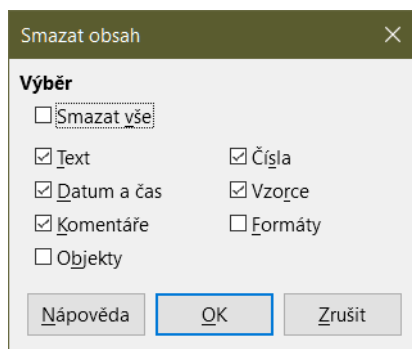 Smazat obsah
Výběr
Smazat vše
Text Čísla
Datum a čas Vzorce
Komentáře Formáty
Objekty
Nápověda OK Zrušit